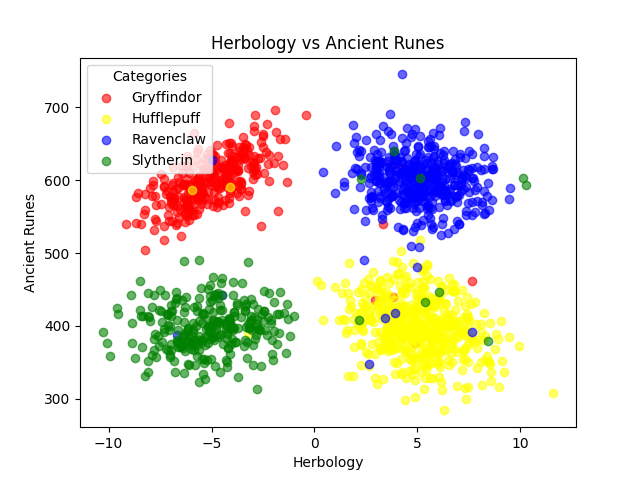 Herbology vs Ancient Runes
Categories
Gryffindor
Hufflepuff
Ravenclaw
Slytherin
700
600
500
400
300
Ancient Runes
−10
−5
0
5
10
Herbology